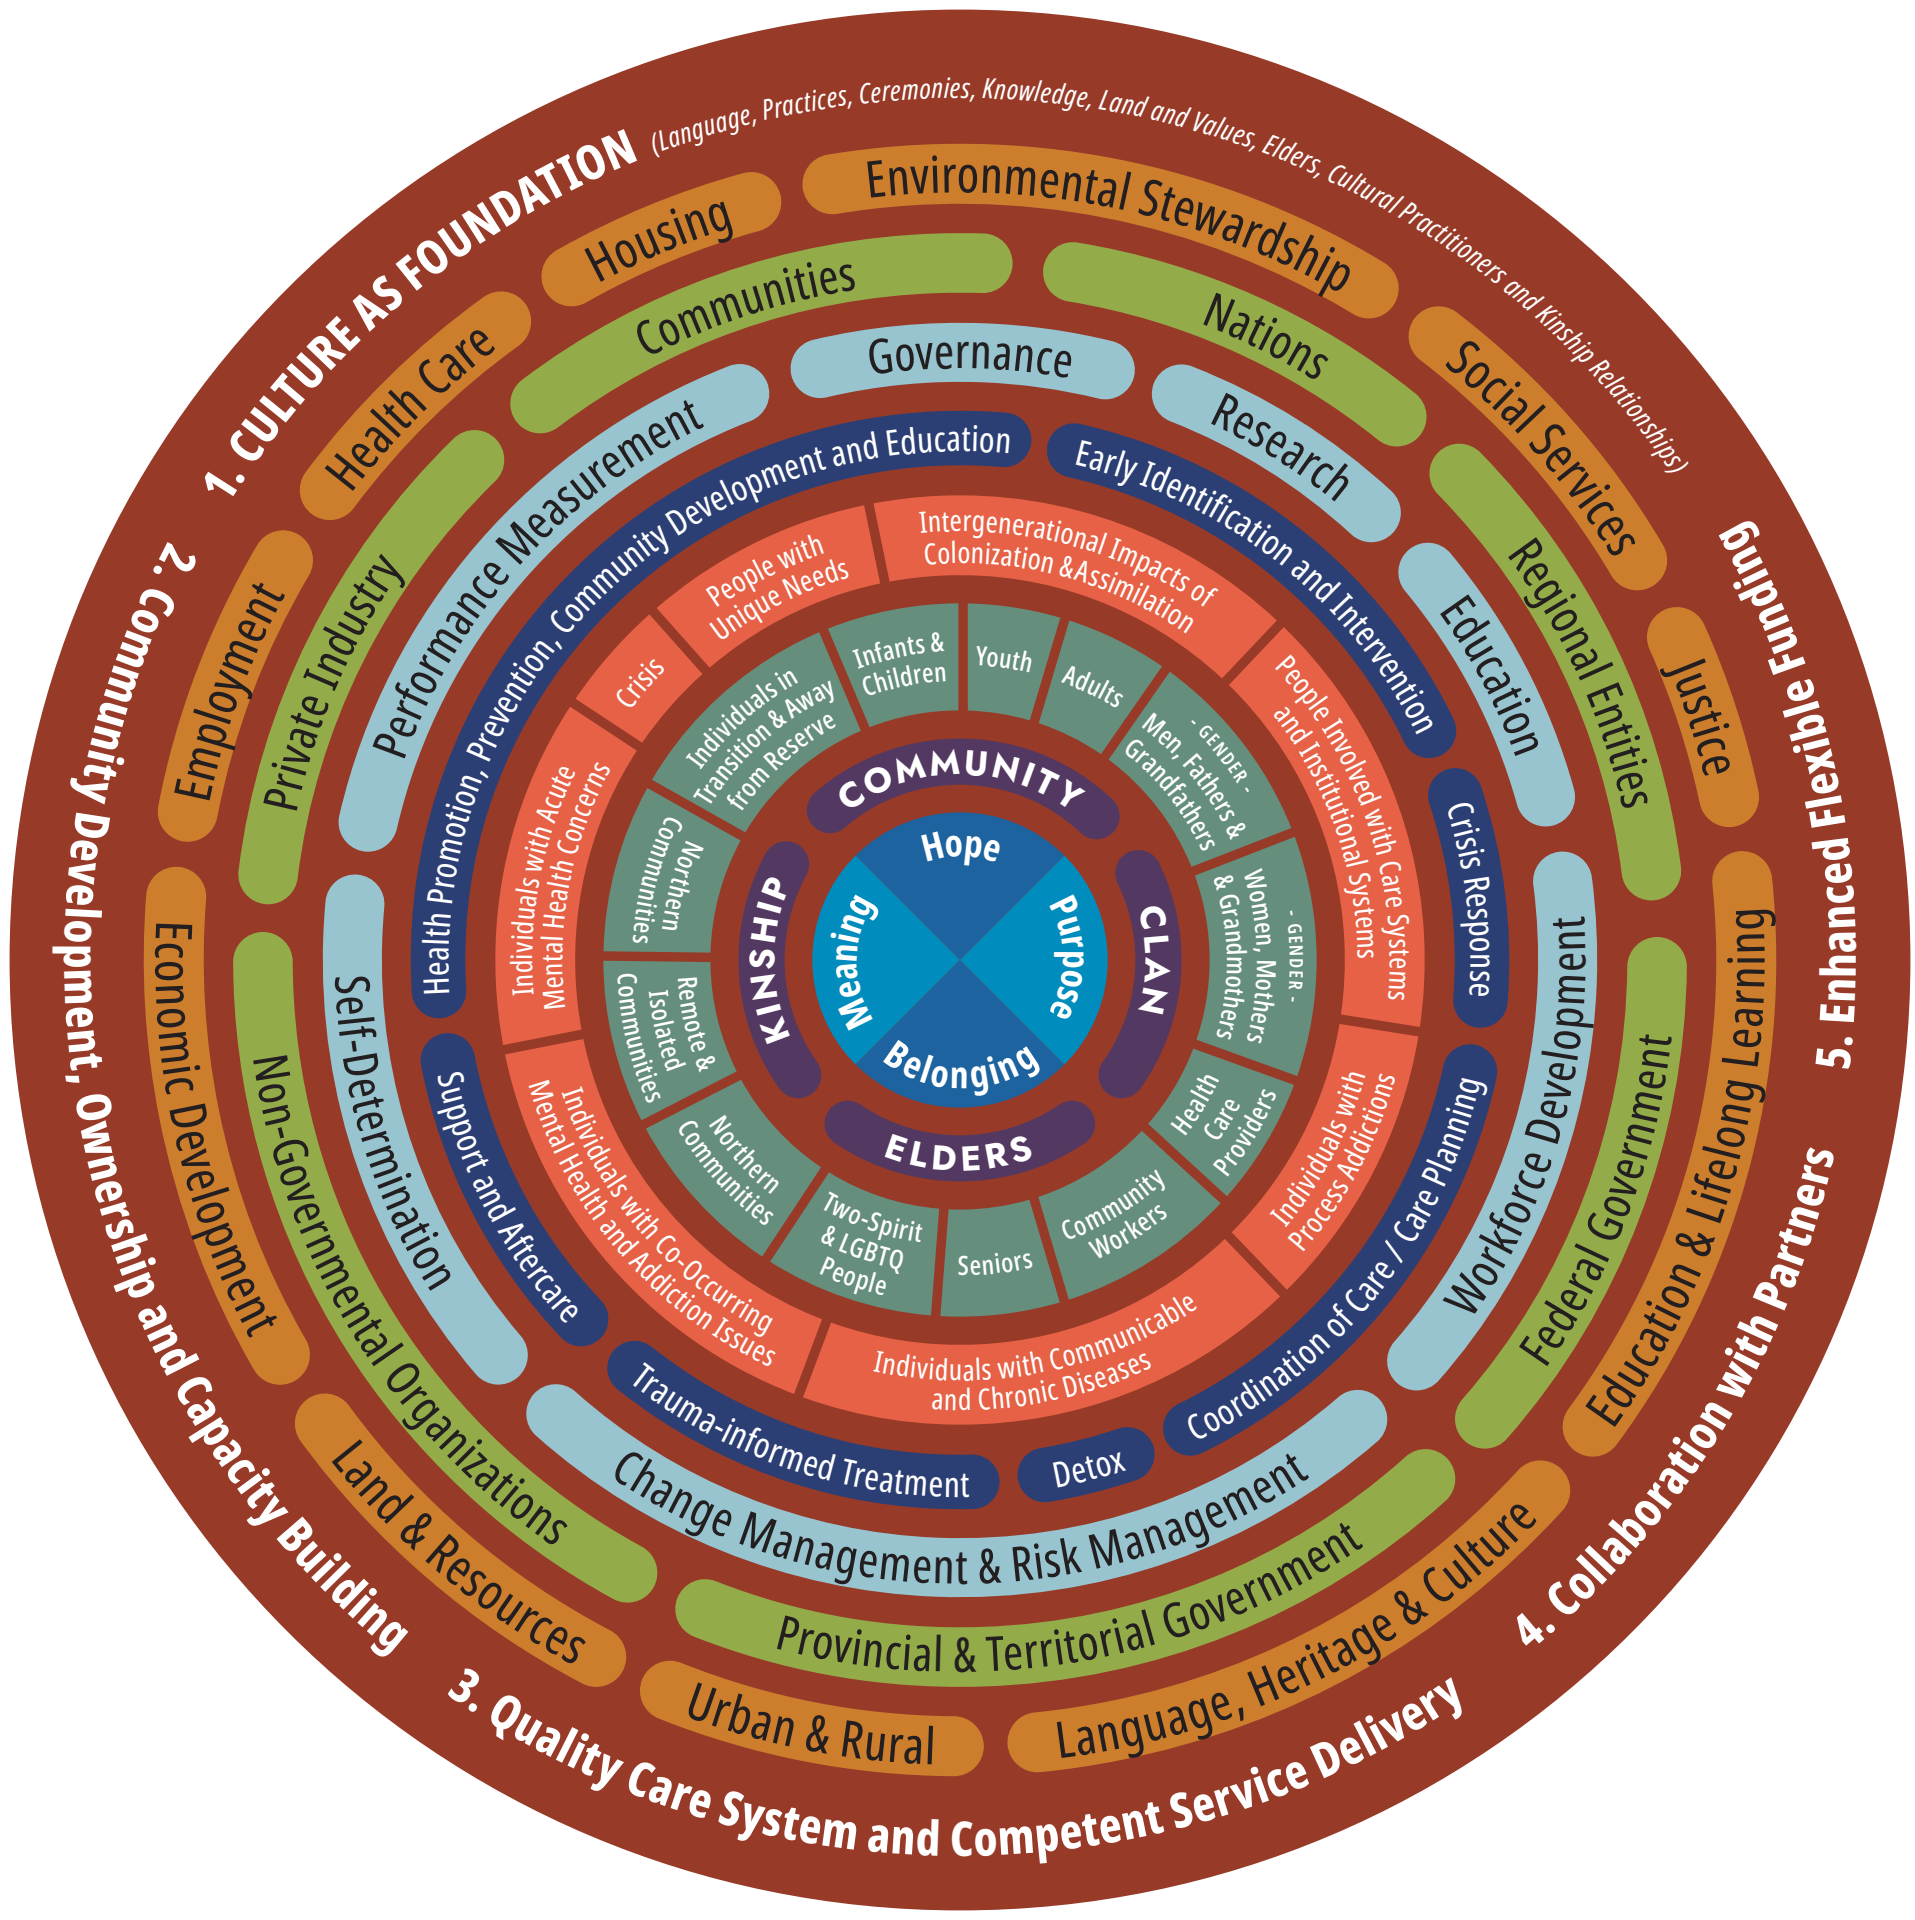 1. CULTURE AS FOUNDATION (Language, Practices, Ceremonies, Knowledge, Land and Values, Elders, Cultural Practitioners and Kinship Relationships)
5. Enhanced Flexible Funding
4. Collaboration with Partners
3. Quality Care System and Competent Service Delivery
2. Community Development, Ownership and Capacity Building
Environmental Stewardship
Social Services
Justice
Education & Lifelong Learning
Language, Heritage & Culture
Urban & Rural
Land & Resources
Economic Development
Employment
Health Care
Housing
Communities
Nations
Regional Entities
Federal Government
Provincial & Territorial Government
Non-Governmental Organizations
Private Industry
Governance
Research
Education
Workforce Development
Change Management & Risk Management
Self-Determination
Performance Measurement
Health Promotion, Prevention, Community Development and Education
Early Identification and Intervention
Crisis Response
Coordination of Care / Care Planning
Detox
Trauma-informed Treatment
Support and Aftercare
Intergenerational Impacts of
Colonization &Assimilation
People Involved with Care Systems
and Institutional Systems
Individuals with
Process Addictions
Individuals with Communicable
and Chronic Diseases
Individuals with Co-Occurring
Mental Health and Addiction Issues
Individuals with Acute
Mental Health Concerns
Crisis
People with
Unique Needs
Infants &
Children
Youth
Adults
- GENDER -
Men, Fathers &
Grandfathers
- GENDER -
Women, Mothers
& Grandmothers
Health
Care
Providers
Community
Workers
Seniors
Two-Spirit
& LGBTQ
People
Northern
Communities
Remote &
Isolated
Communities
Northern
Communities
Individuals in
Transition & Away
from Reserve
COMMUNITY
CLAN
ELDERS
KINSHIP
Hope
Purpose
Belonging
Meaning